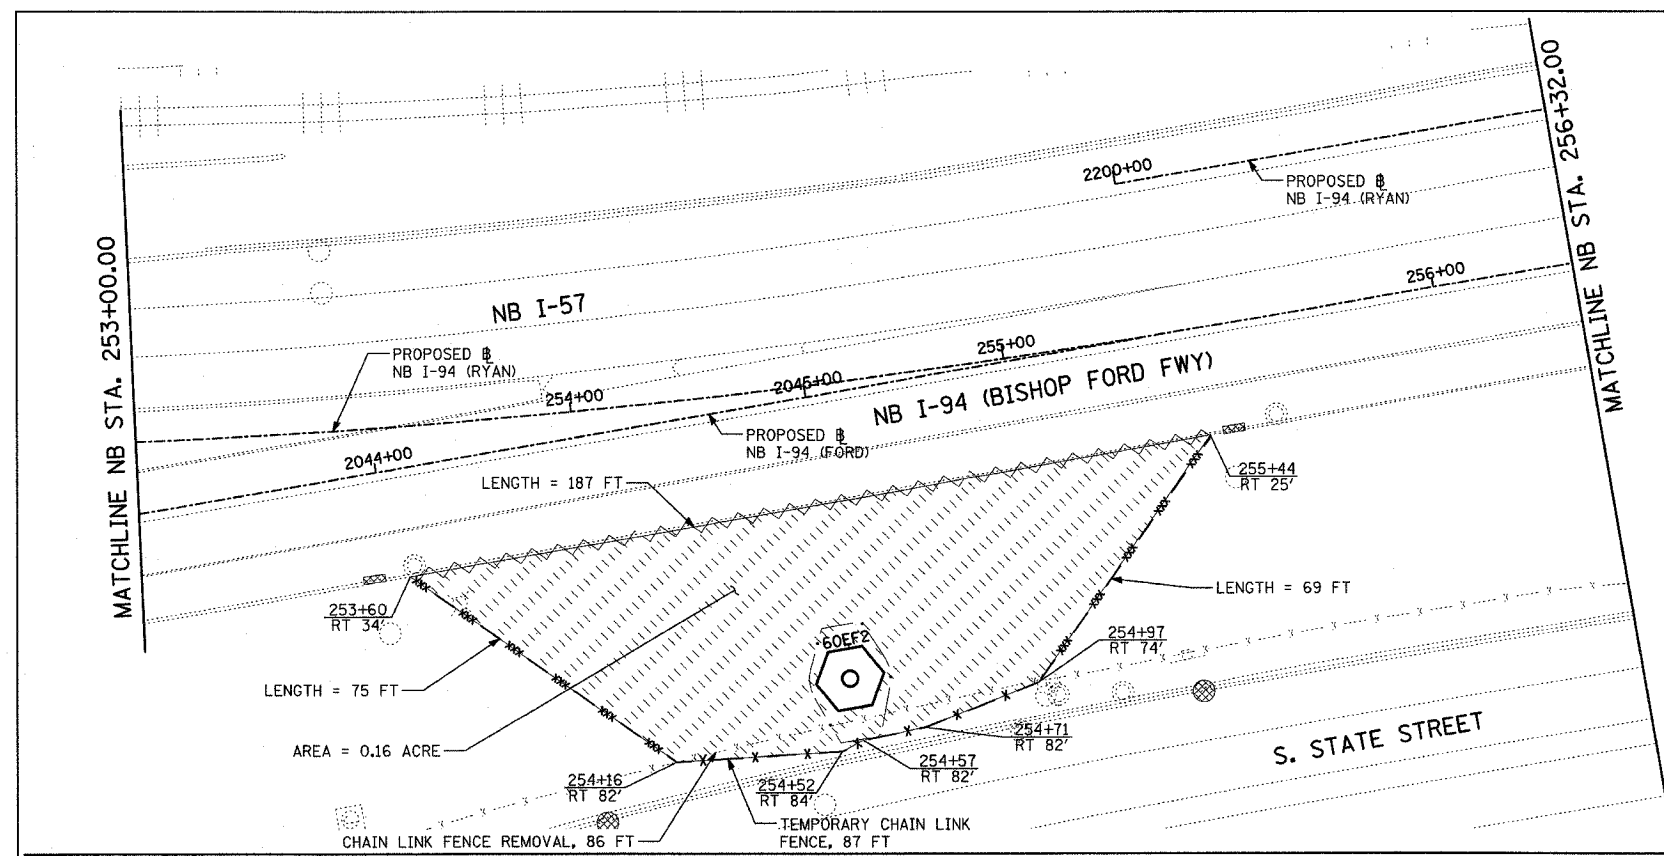 MATCHLINE NB STA. 253+00.00
MATCHLINE NB STA. 256+32.00
2200+00
PROPOSED ℄
NB I-94 (RYAN)
256+00
NB I-57
PROPOSED ℄
NB I-94 (RYAN)
255+00
254+00
2045+00
NB I-94 (BISHOP FORD FWY)
PROPOSED ℄
NB I-94 (FORD)
2044+00
LENGTH = 187 FT
255+44
RT 25'
253+60
RT 34'
LENGTH = 69 FT
60EF2
254+97
RT 74'
LENGTH = 75 FT
AREA = 0.16 ACRE
254+71
RT 82'
254+57
RT 82'
S. STATE STREET
254+16
RT 82'
254+52
RT 84'
TEMPORARY CHAIN LINK
FENCE, 87 FT
CHAIN LINK FENCE REMOVAL, 86 FT